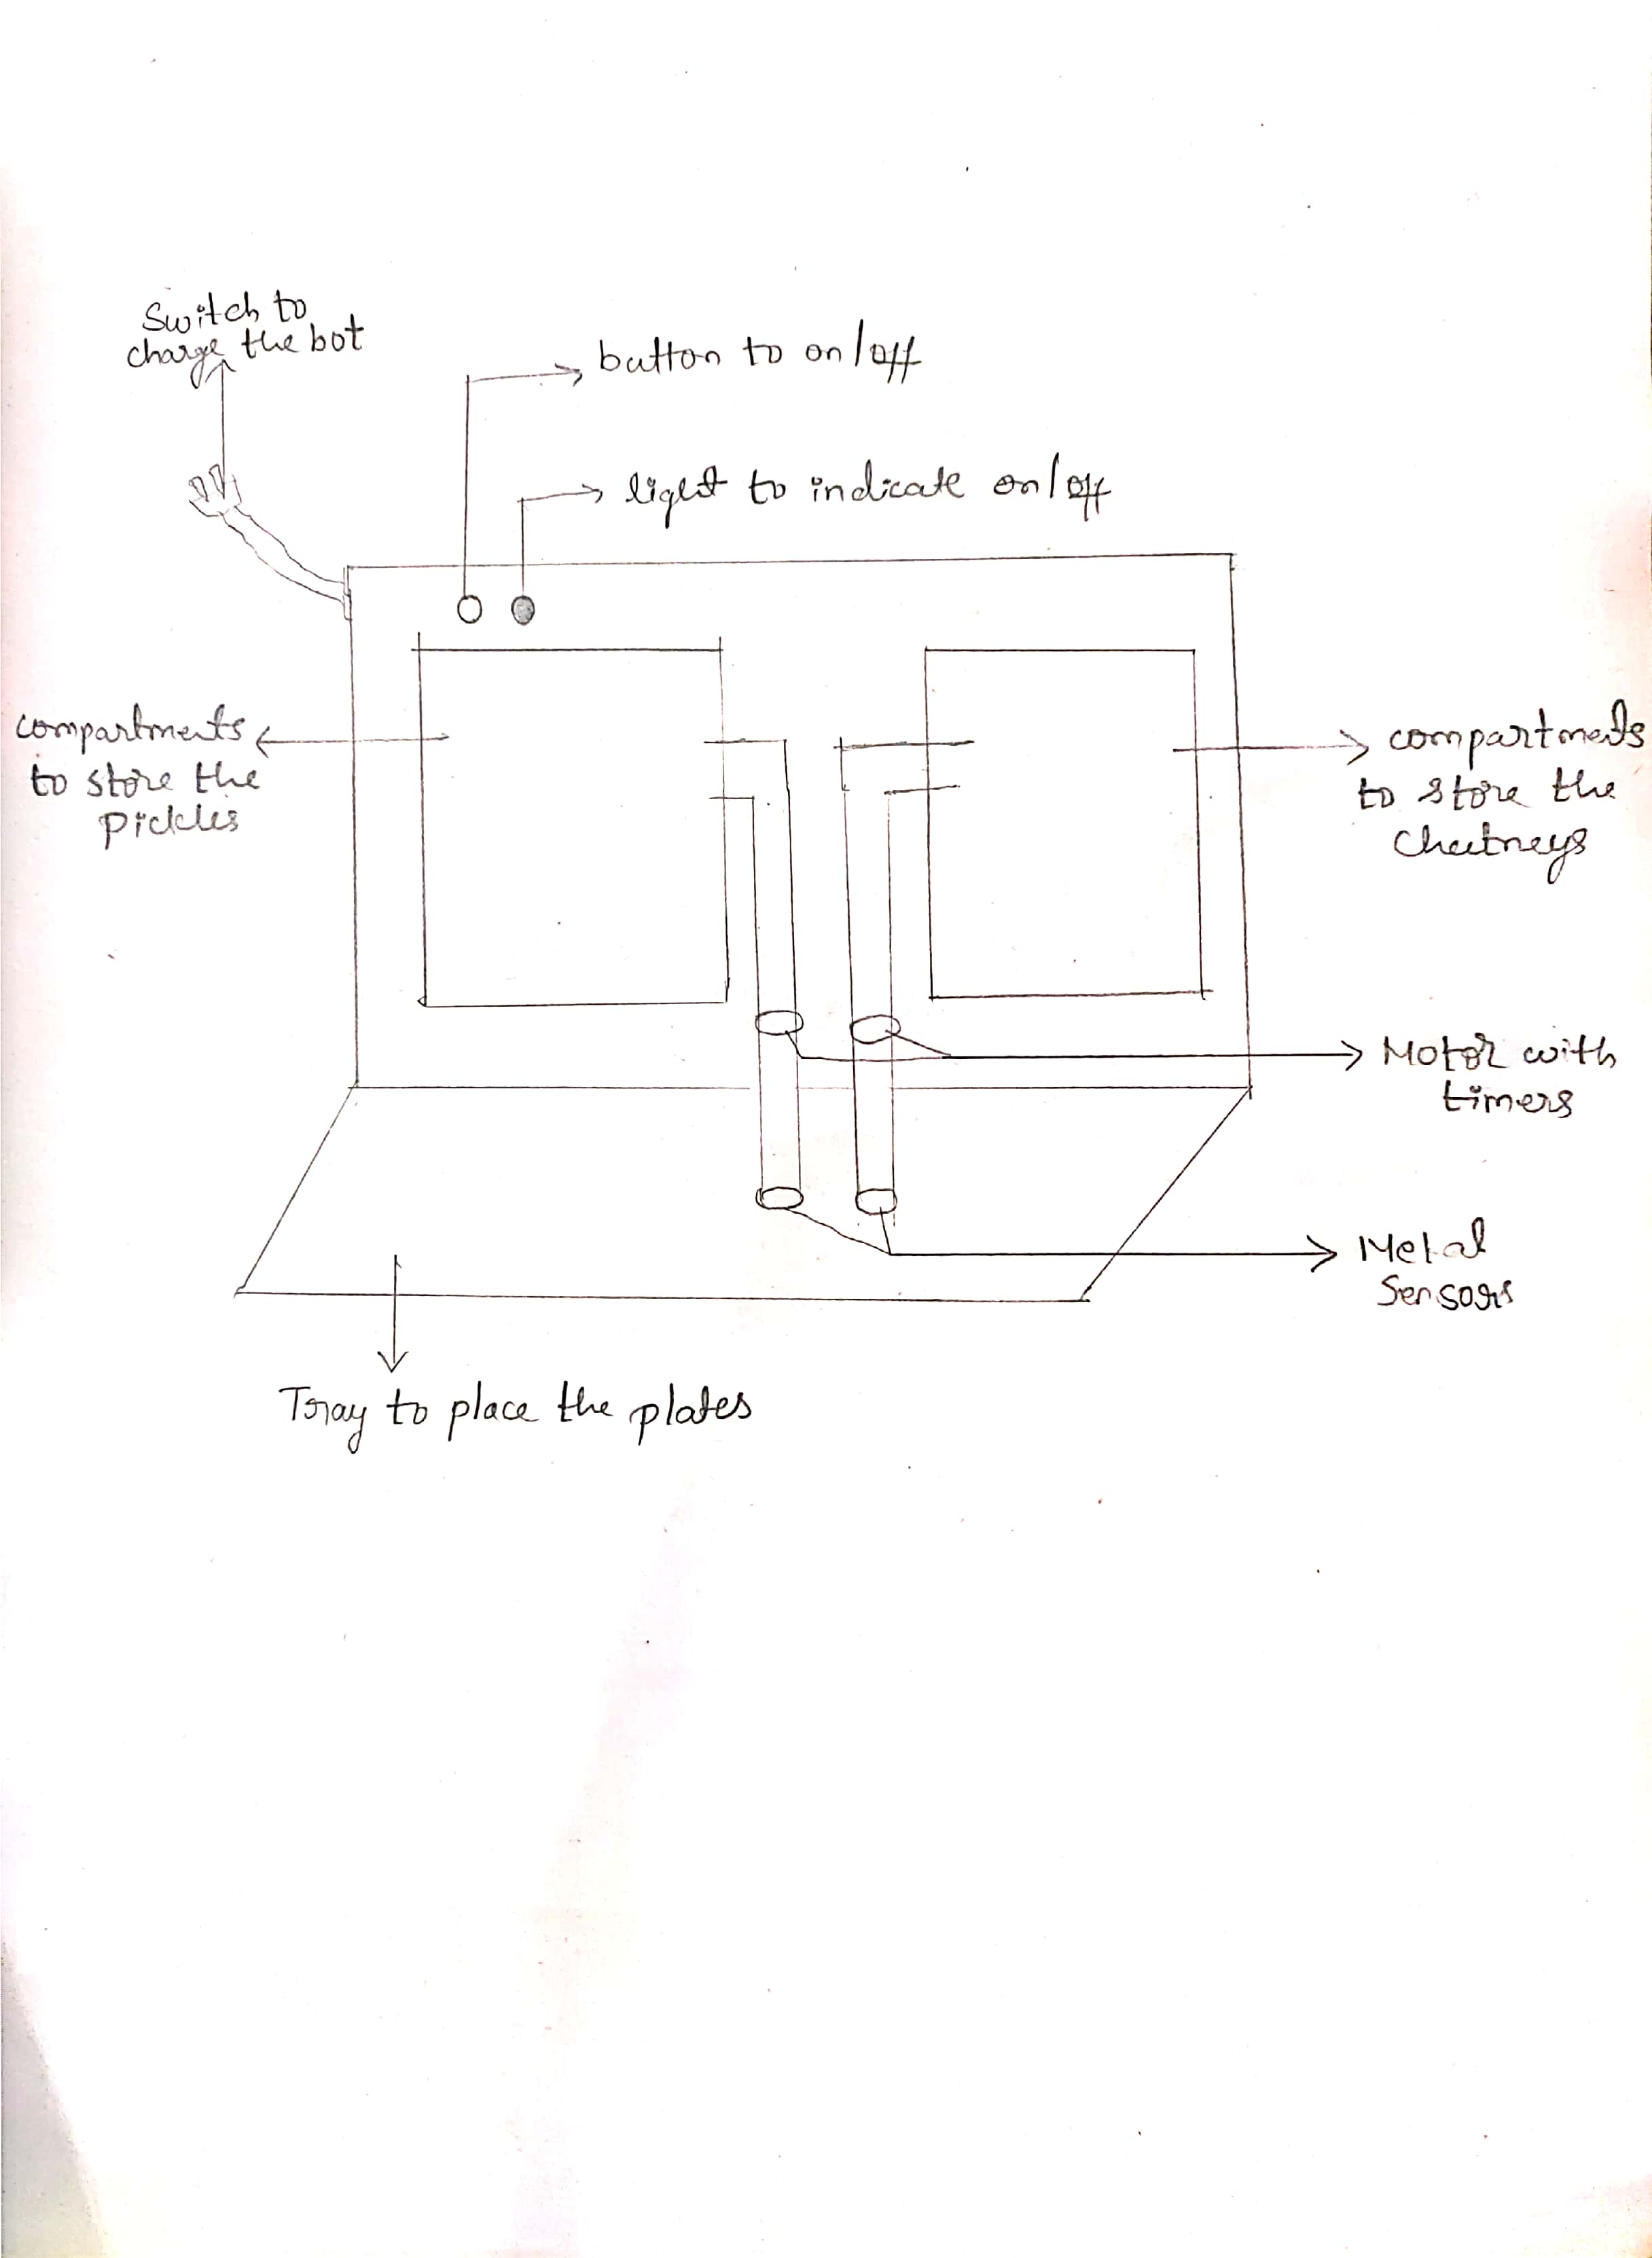 Switch to
charge the bot
button to on/off
light to indicate on/off
compartments
to store the
pickles
compartments
to store the
Chutneys
Motor with
timers
Metal
Sensors
Tray to place the plates